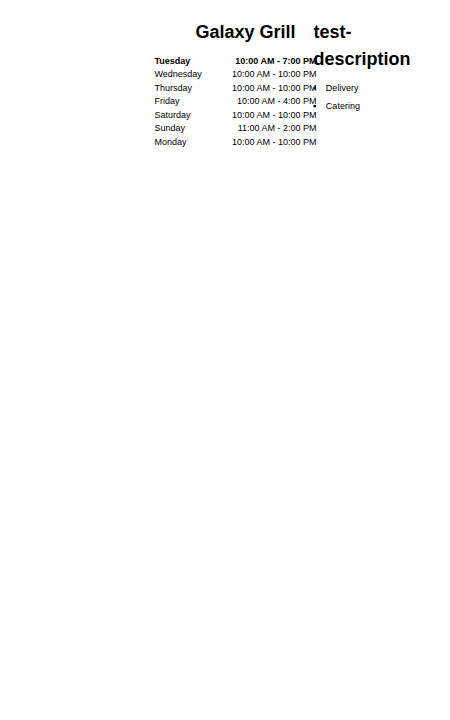 Galaxy Grill
Tuesday 10:00 AM - 7:00 PM
Wednesday 10:00 AM - 10:00 PM
Thursday 10:00 AM - 10:00 PM
Friday 10:00 AM - 4:00 PM
Saturday 10:00 AM - 10:00 PM
Sunday 11:00 AM - 2:00 PM
Monday 10:00 AM - 10:00 PM
test-
description
• Delivery
• Catering